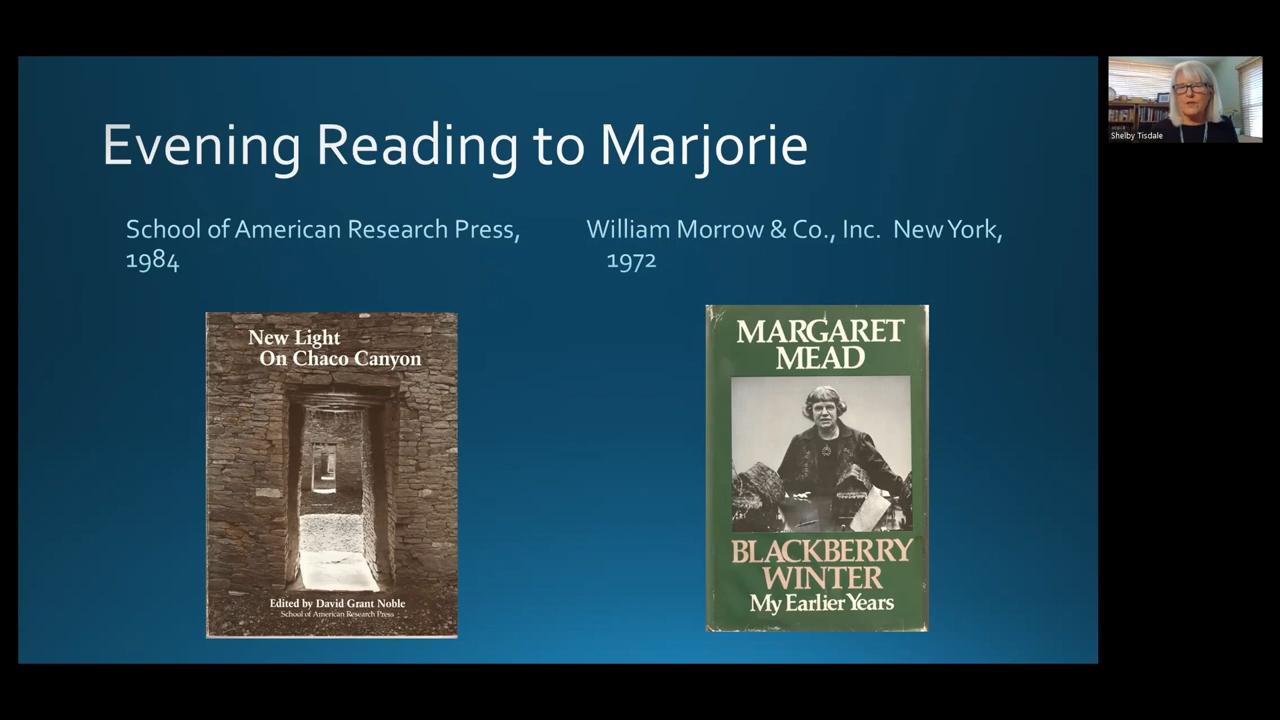 Evening Reading to Marjorie
School of American Research Press,
1984
William Morrow & Co., Inc. New York,
1972
New Light
On Chaco Canyon
Edited by David Grant Noble
School of American Research Press
MARGARET
MEAD
BLACKBERRY
WINTER
My Earlier Years
Shelby Tisdale